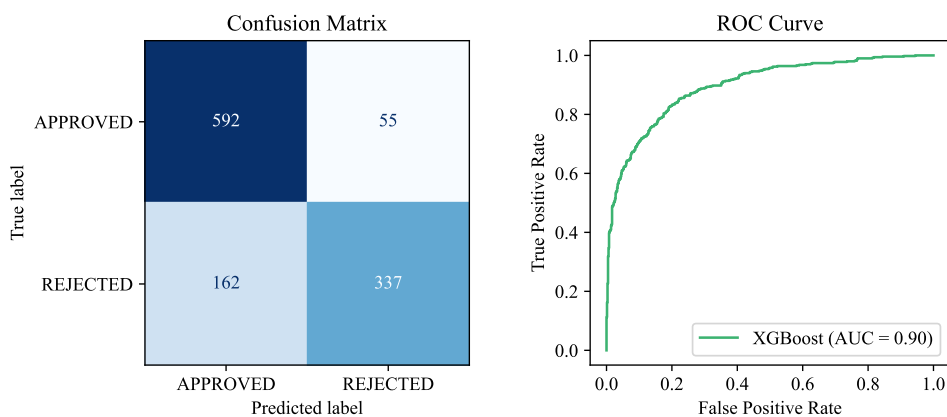 Confusion Matrix
APPROVED
REJECTED
True label
592
55
162
337
APPROVED
REJECTED
Predicted label
ROC Curve
1.0
0.8
0.6
0.4
0.2
0.0
True Positive Rate
XGBoost (AUC = 0.90)
0.0
0.2
0.4
0.6
0.8
1.0
False Positive Rate